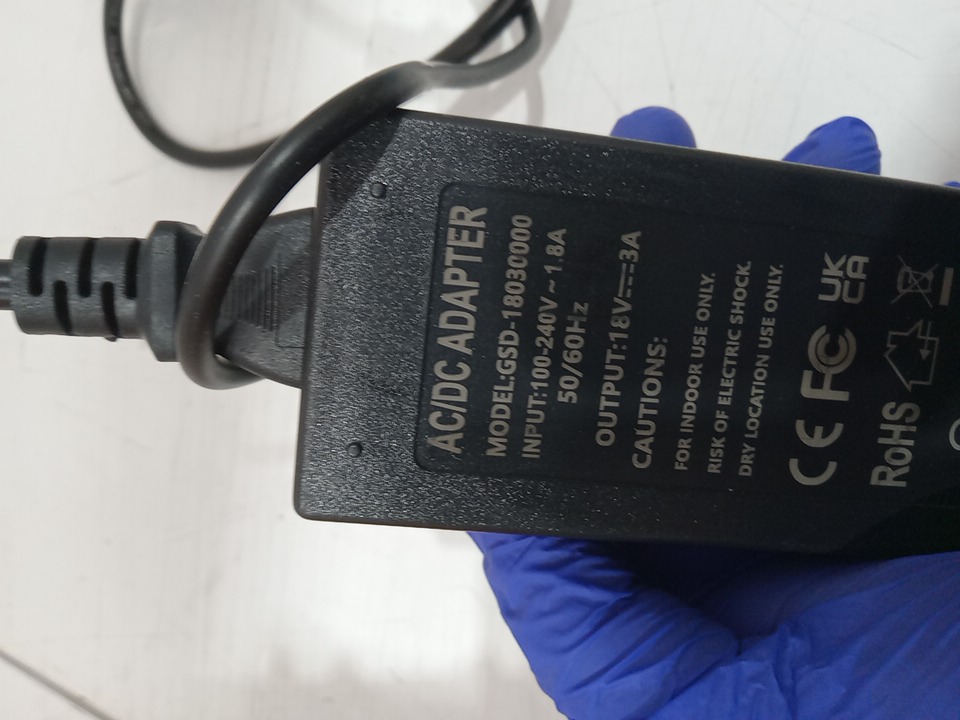 AC/DC ADAPTER
MODEL:GSD-18030000
INPUT:100-240V ~ 1.8A
50/60Hz
OUTPUT:18V⎓3A
CAUTIONS:
FOR INDOOR USE ONLY.
RISK OF ELECTRIC SHOCK.
DRY LOCATION USE ONLY.
CE FC UK
CA
RoHS